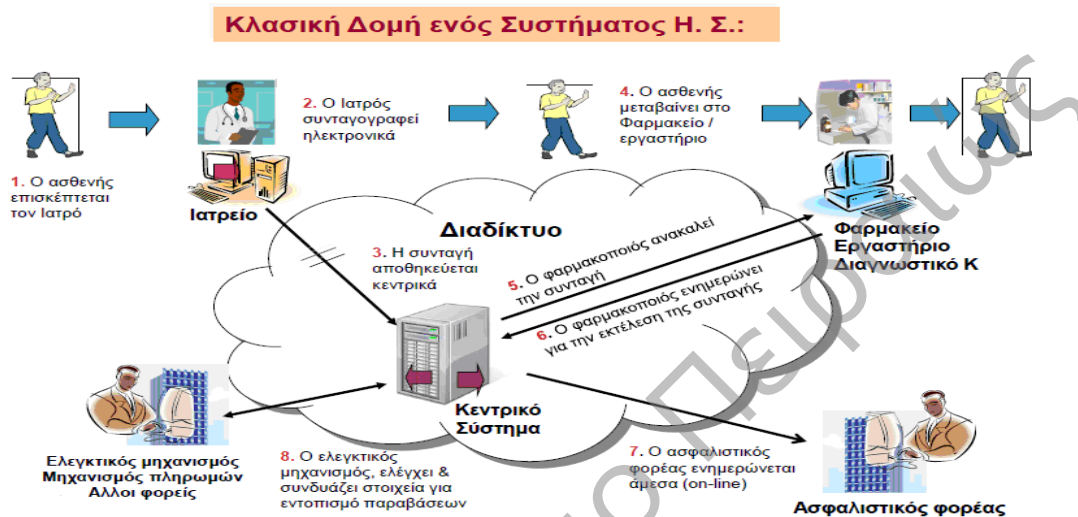 Κλασική Δομή ενός Συστήματος Η. Σ.:
1. Ο ασθενής
επισκέπτεται
τον Ιατρό
2. Ο Ιατρός
συνταγογραφεί
ηλεκτρονικά
Ιατρείο
4. Ο ασθενής
μεταβαίνει στο
Φαρμακείο /
εργαστήριο
Φαρμακείο
Εργαστήριο
Διαγνωστικό Κ
Διαδίκτυο
3. Η συνταγή
αποθηκεύεται
κεντρικά
5. Ο φαρμακοποιός ανακαλεί
την συνταγή
6. Ο φαρμακοποιός ενημερώνει
για την εκτέλεση της συνταγής
Κεντρικό
Σύστημα
Ελεγκτικός μηχανισμός
Μηχανισμός πληρωμών
Αλλοι φορείς
8. Ο ελεγκτικός
μηχανισμός, ελέγχει &
συνδυάζει στοιχεία για
εντοπισμό παραβάσεων
7. Ο ασφαλιστικός
φορέας ενημερώνεται
άμεσα (on-line)
Ασφαλιστικός φορέας
Πειραιώς